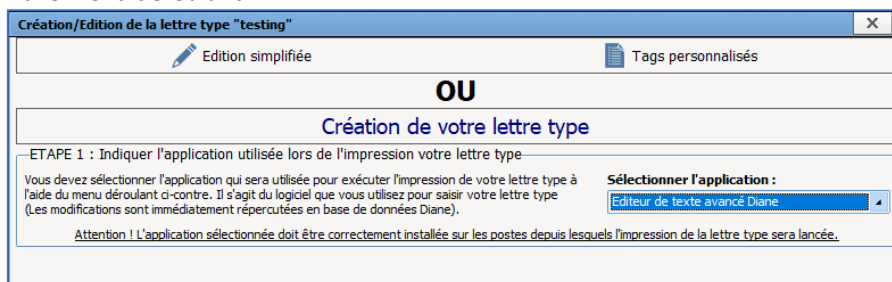 Création/Edition de la lettre type "testing"
Edition simplifiée
Tags personnalisés
OU
Création de votre lettre type
ETAPE 1 : Indiquer l'application utilisée lors de l'impression votre lettre type
Vous devez sélectionner l'application qui sera utilisée pour exécuter l'impression de votre lettre type à
l'aide du menu déroulant ci-contre. Il s'agit du logiciel que vous utilisez pour saisir votre lettre type
(Les modifications sont immédiatement répercutées en base de données Diane).
Sélectionner l'application :
Editeur de texte avancé Diane
Attention ! L'application sélectionnée doit être correctement installée sur les postes depuis lesquels l'impression de la lettre type sera lancée.